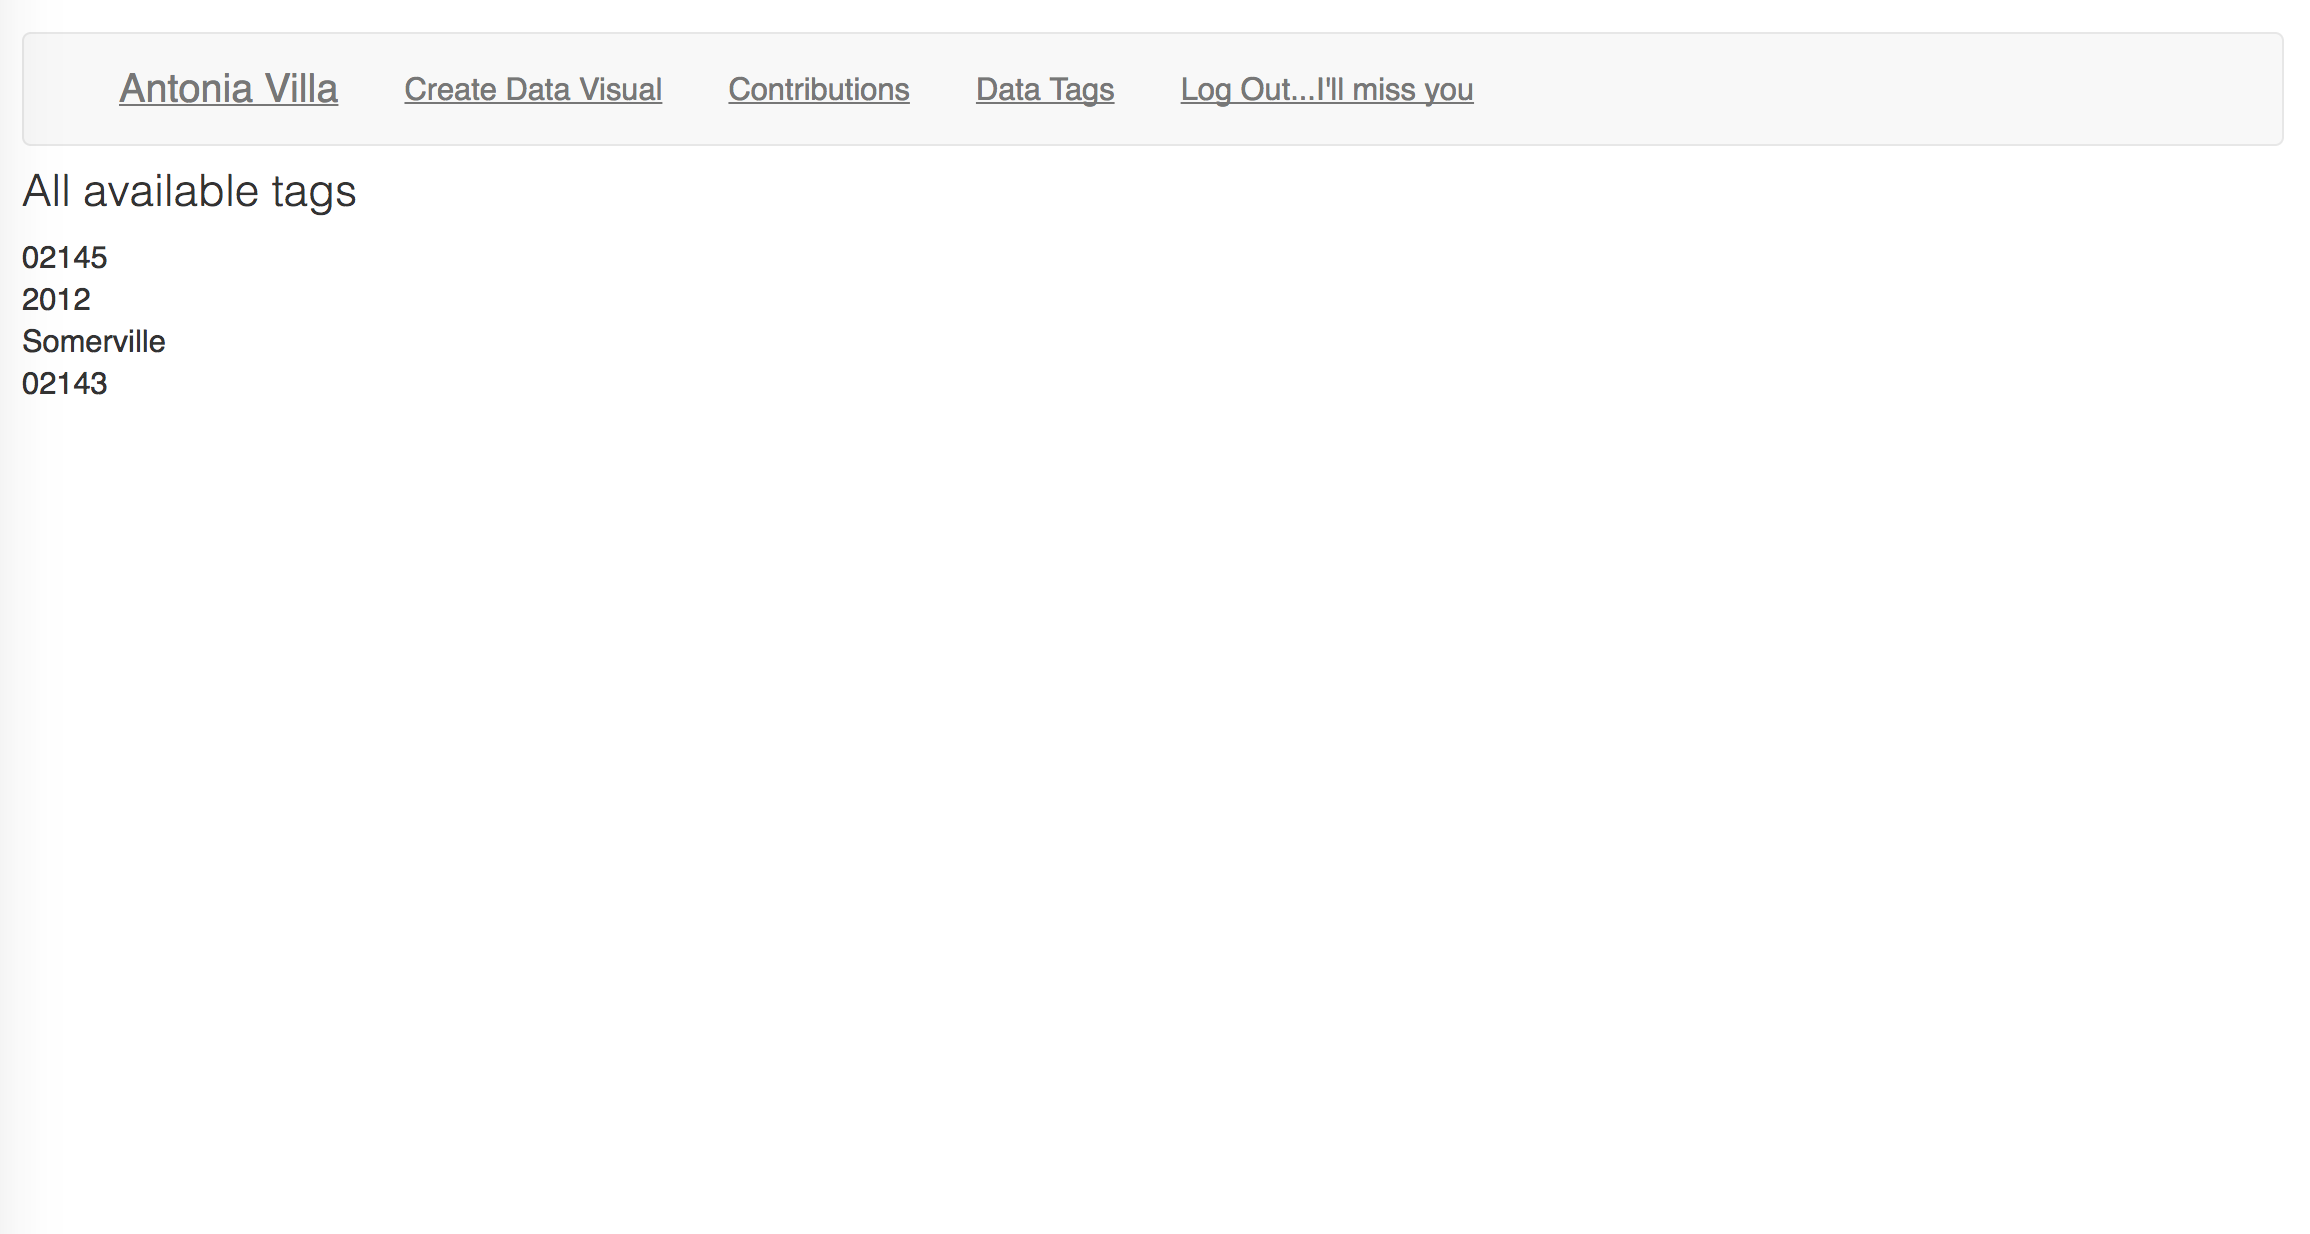 Antonia Villa Create Data Visual Contributions Data Tags Log Out...I'll miss you
All available tags
02145
2012
Somerville
02143